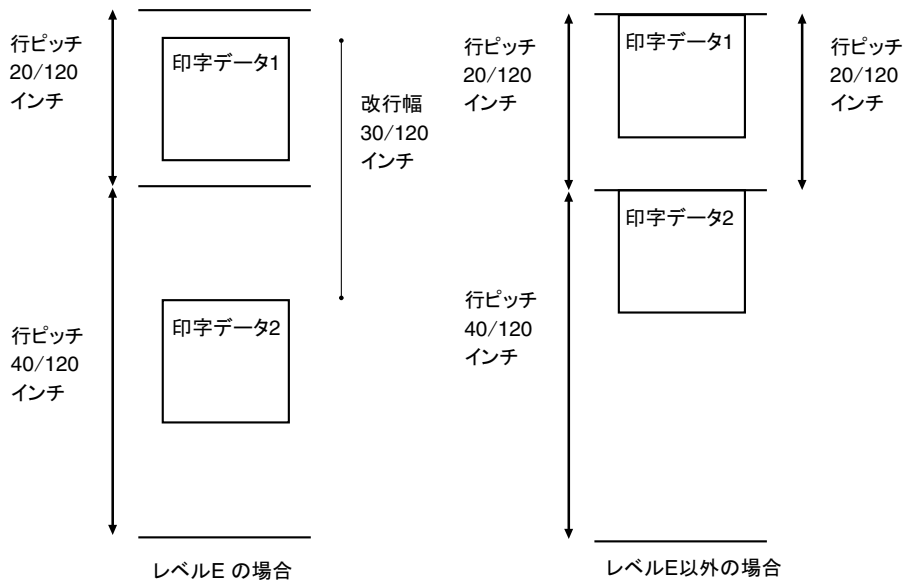 行ピッチ
20/120
インチ
印字データ1
改行幅
30/120
インチ
行ピッチ
40/120
インチ
印字データ2
レベルE の場合
行ピッチ
20/120
インチ
印字データ1
行ピッチ
20/120
インチ
印字データ2
行ピッチ
40/120
インチ
レベルE以外の場合